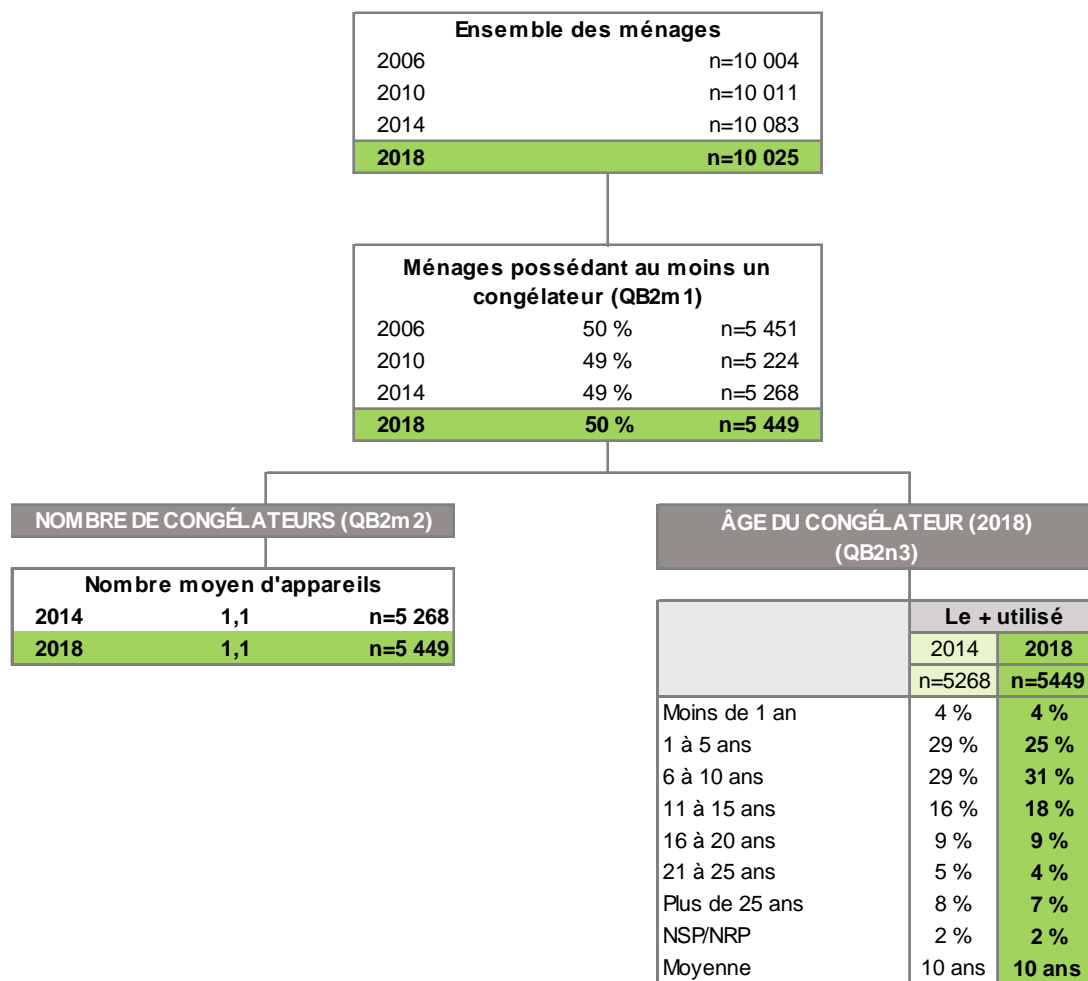 Ensemble des ménages
2006 n=10 004
2010 n=10 011
2014 n=10 083
2018 n=10 025
Ménages possédant au moins un
congélateur (QB2m1)
2006 50 % n=5 451
2010 49 % n=5 224
2014 49 % n=5 268
2018 50 % n=5 449
NOMBRE DE CONGÉLATEURS (QB2m2)
Nombre moyen d'appareils
2014 1,1 n=5 268
2018 1,1 n=5 449
ÂGE DU CONGÉLATEUR (2018)
(QB2n3)
Le + utilisé
2014 2018
n=5268 n=5449
Moins de 1 an 4 % 4 %
1 à 5 ans 29 % 25 %
6 à 10 ans 29 % 31 %
11 à 15 ans 16 % 18 %
16 à 20 ans 9 % 9 %
21 à 25 ans 5 % 4 %
Plus de 25 ans 8 % 7 %
NSP/NRP 2 % 2 %
Moyenne 10 ans 10 ans